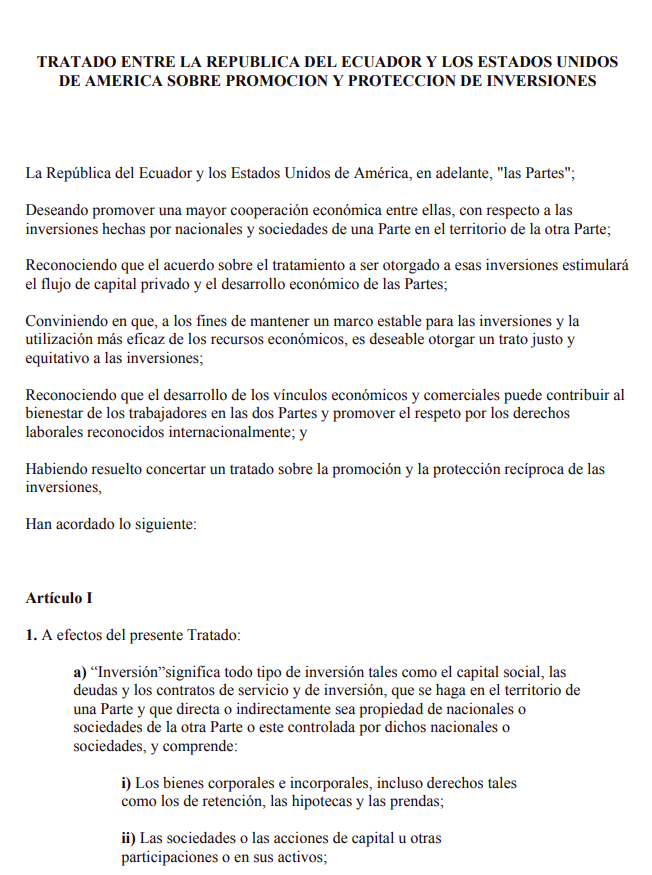 TRATADO ENTRE LA REPUBLICA DEL ECUADOR Y LOS ESTADOS UNIDOS
DE AMERICA SOBRE PROMOCION Y PROTECCION DE INVERSIONES
La República del Ecuador y los Estados Unidos de América, en adelante, "las Partes";
Deseando promover una mayor cooperación económica entre ellas, con respecto a las
inversiones hechas por nacionales y sociedades de una Parte en el territorio de la otra Parte;
Reconociendo que el acuerdo sobre el tratamiento a ser otorgado a esas inversiones estimulará
el flujo de capital privado y el desarrollo económico de las Partes;
Conviniendo en que, a los fines de mantener un marco estable para las inversiones y la
utilización más eficaz de los recursos económicos, es deseable otorgar un trato justo y
equitativo a las inversiones;
Reconociendo que el desarrollo de los vínculos económicos y comerciales puede contribuir al
bienestar de los trabajadores en las dos Partes y promover el respeto por los derechos
laborales reconocidos internacionalmente; y
Habiendo resuelto concertar un tratado sobre la promoción y la protección recíproca de las
inversiones,
Han acordado lo siguiente:
Artículo I
1. A efectos del presente Tratado:
a) “Inversión”significa todo tipo de inversión tales como el capital social, las
deudas y los contratos de servicio y de inversión, que se haga en el territorio de
una Parte y que directa o indirectamente sea propiedad de nacionales o
sociedades de la otra Parte o este controlada por dichos nacionales o
sociedades, y comprende:
i) Los bienes corporales e incorporales, incluso derechos tales
como los de retención, las hipotecas y las prendas;
ii) Las sociedades o las acciones de capital u otras
participaciones o en sus activos;